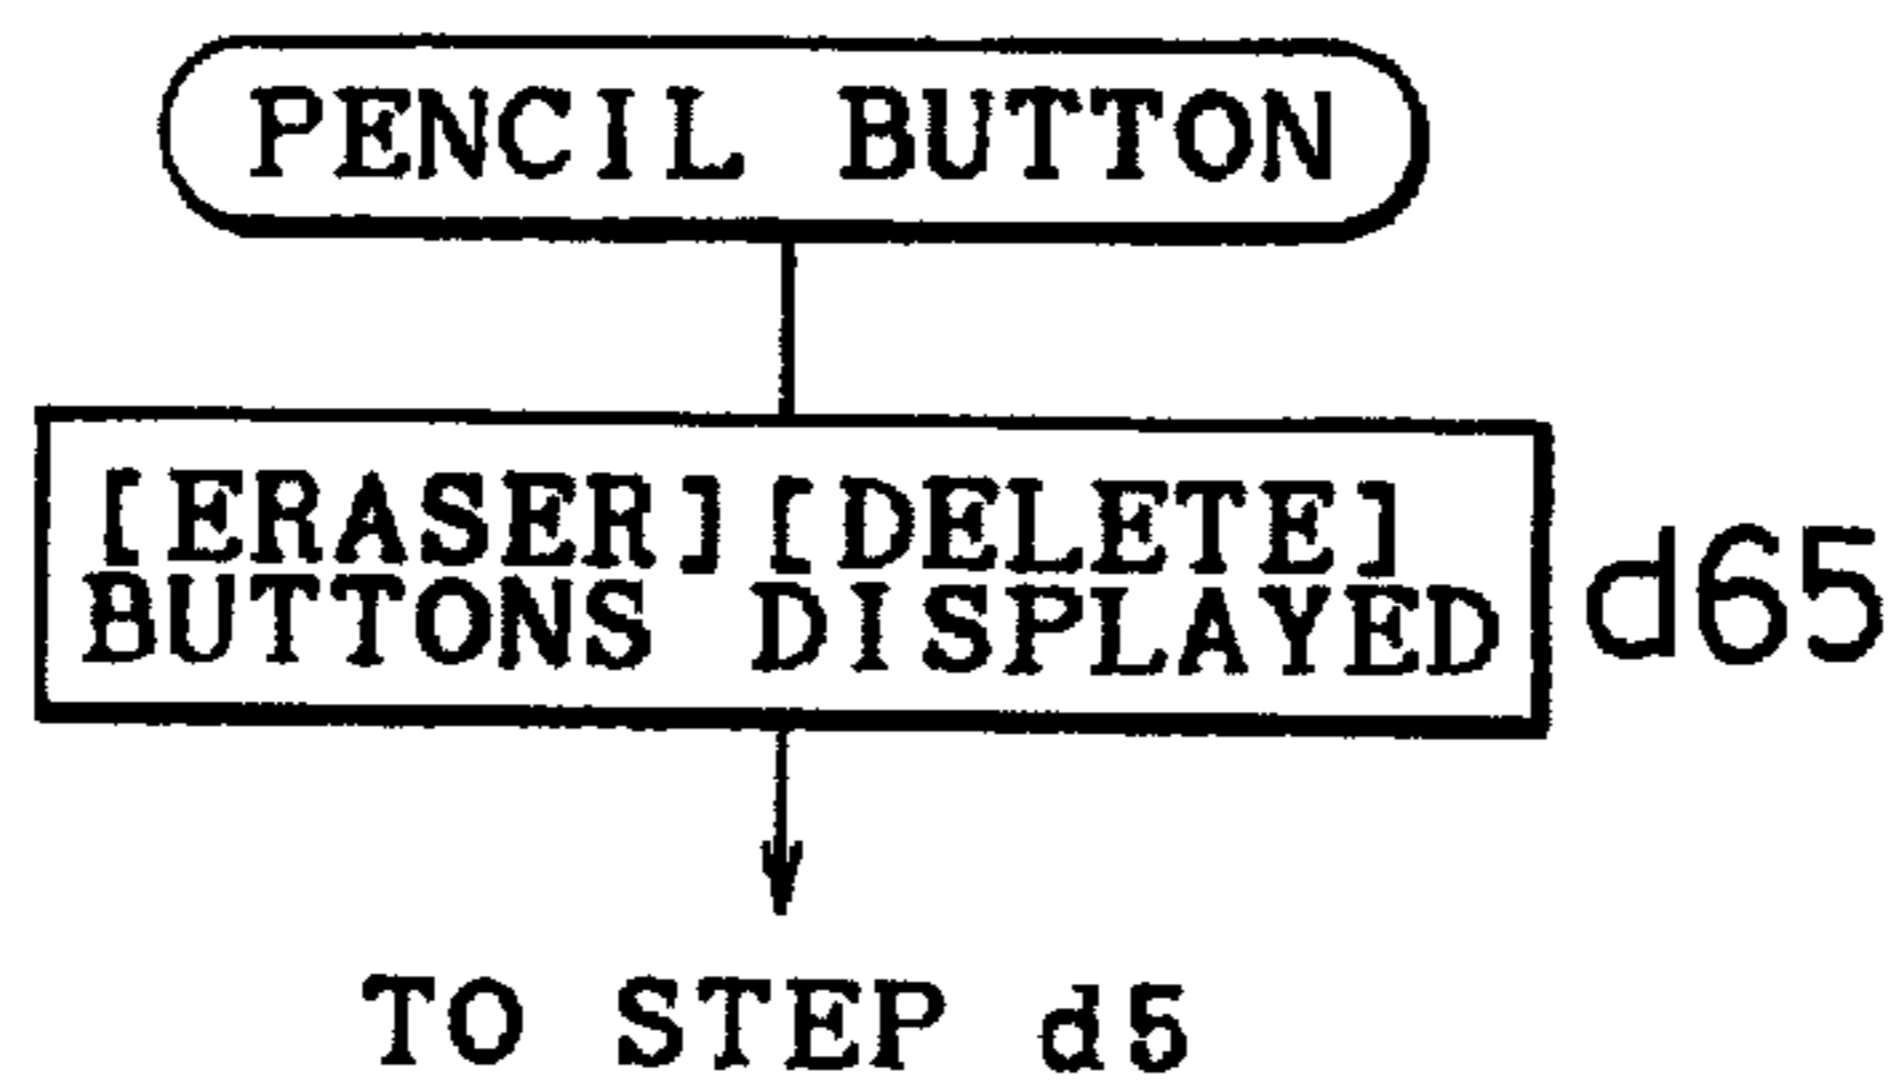 PENCIL BUTTON
[ERASER][DELETE]
BUTTONS DISPLAYED
d65
TO STEP d5